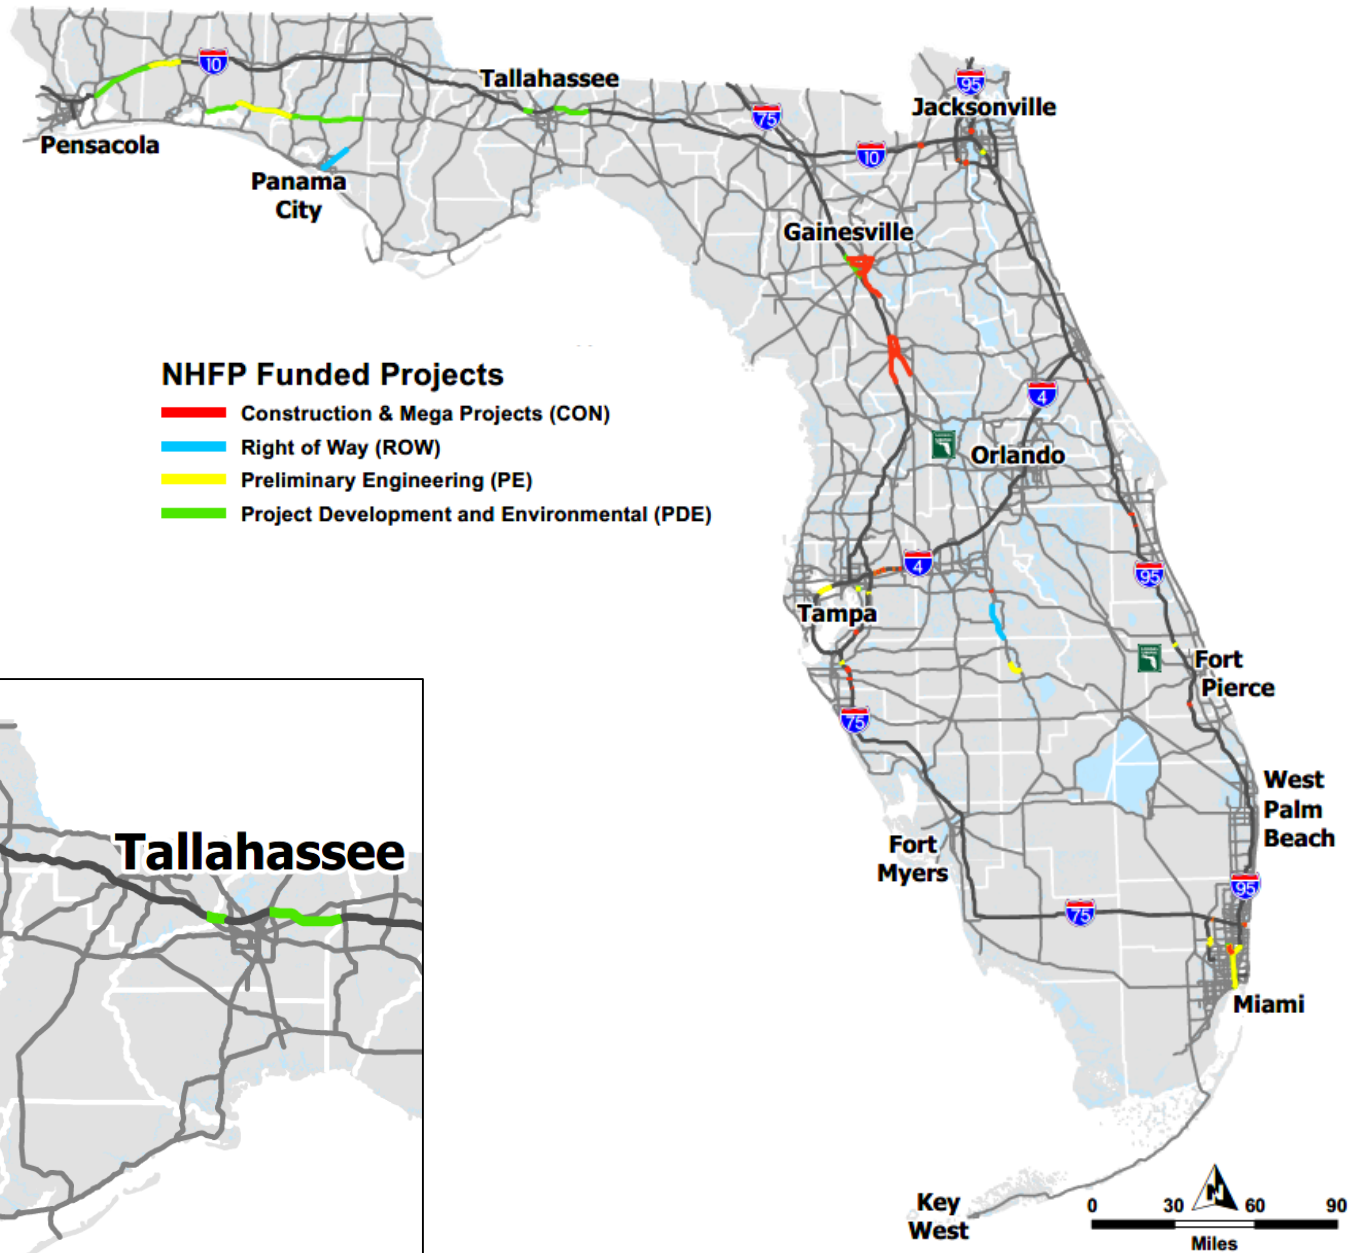 95
10
Tallahassee
Jacksonville
75
Pensacola
10
Panama
City
Gainesville
NHFP Funded Projects
Construction & Mega Projects (CON)
Right of Way (ROW)
Preliminary Engineering (PE)
Project Development and Environmental (PDE)
4
Orlando
4
95
Tampa
Fort
Pierce
75
West
Palm
Beach
Fort
Myers
95
75
Miami
Tallahassee
Key
West
N
0 30 60 90
Miles